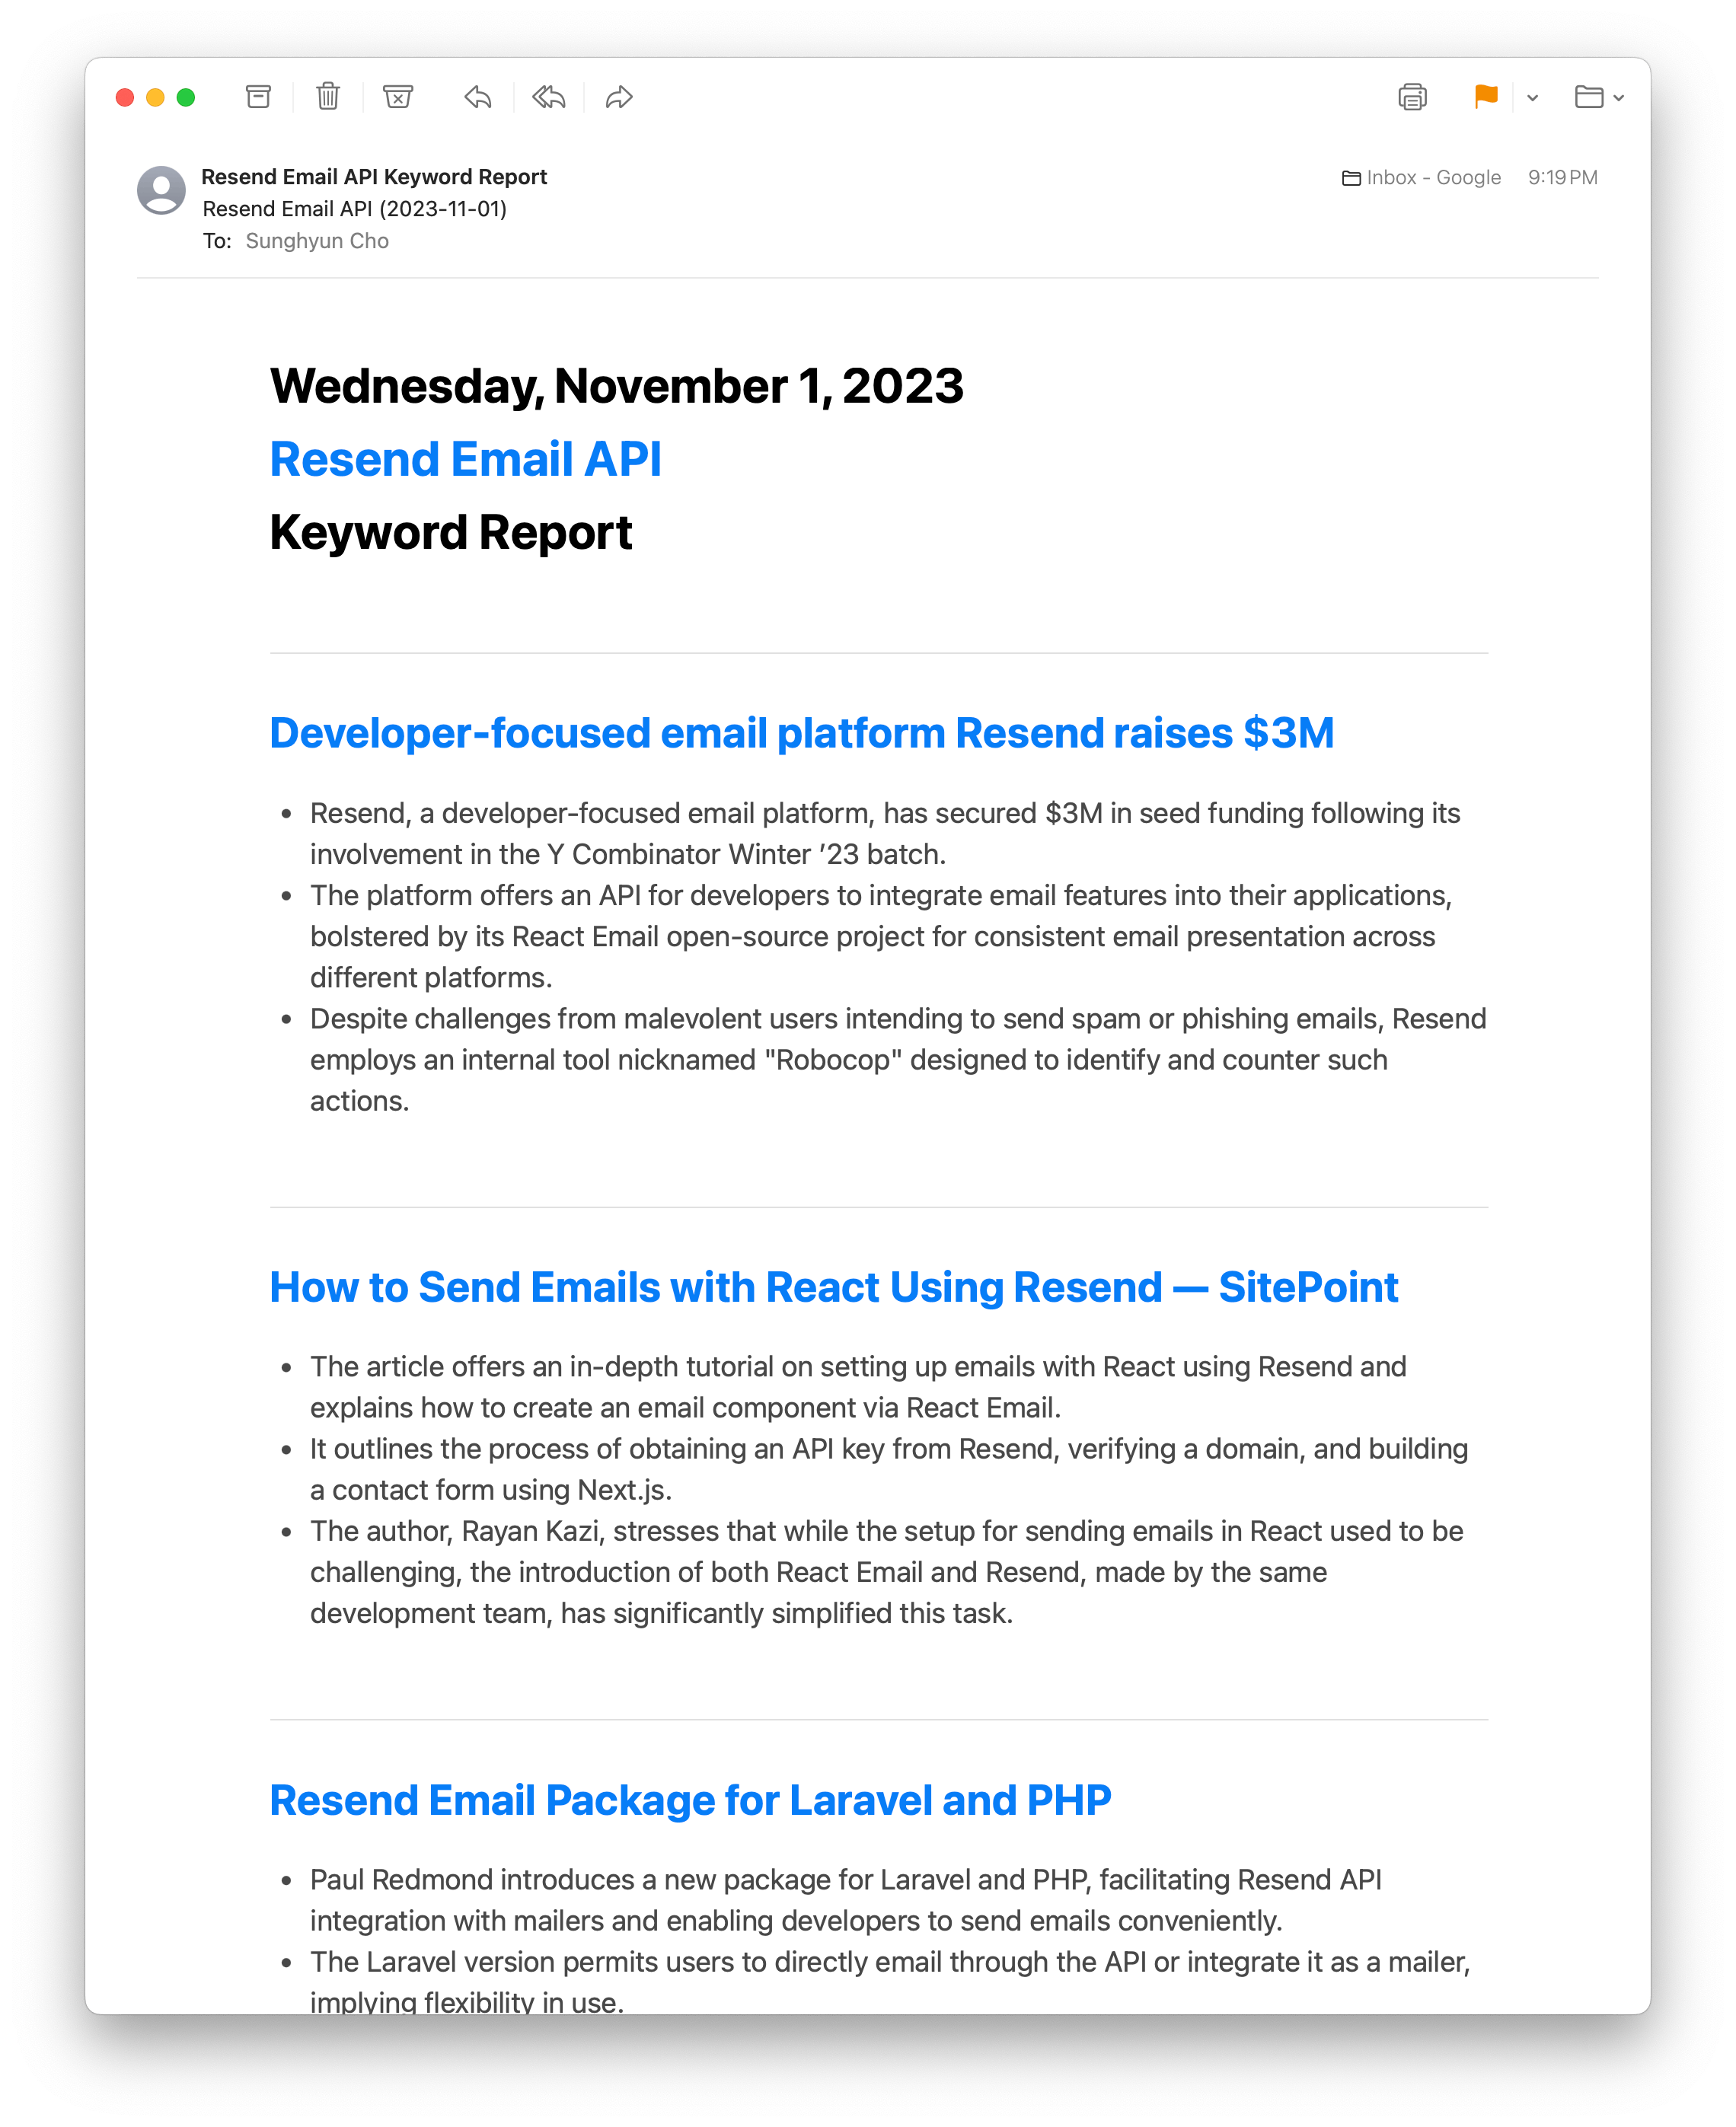 Resend Email API Keyword Report
Inbox - Google 9:19 PM
Resend Email API (2023-11-01)
To: Sunghyun Cho
Wednesday, November 1, 2023
Resend Email API
Keyword Report
Developer-focused email platform Resend raises $3M
• Resend, a developer-focused email platform, has secured $3M in seed funding following its
involvement in the Y Combinator Winter ’23 batch.
• The platform offers an API for developers to integrate email features into their applications,
bolstered by its React Email open-source project for consistent email presentation across
different platforms.
• Despite challenges from malevolent users intending to send spam or phishing emails, Resend
employs an internal tool nicknamed "Robocop" designed to identify and counter such
actions.
How to Send Emails with React Using Resend — SitePoint
• The article offers an in-depth tutorial on setting up emails with React using Resend and
explains how to create an email component via React Email.
• It outlines the process of obtaining an API key from Resend, verifying a domain, and building
a contact form using Next.js.
• The author, Rayan Kazi, stresses that while the setup for sending emails in React used to be
challenging, the introduction of both React Email and Resend, made by the same
development team, has significantly simplified this task.
Resend Email Package for Laravel and PHP
• Paul Redmond introduces a new package for Laravel and PHP, facilitating Resend API
integration with mailers and enabling developers to send emails conveniently.
• The Laravel version permits users to directly email through the API or integrate it as a mailer,
implying flexibility in use.